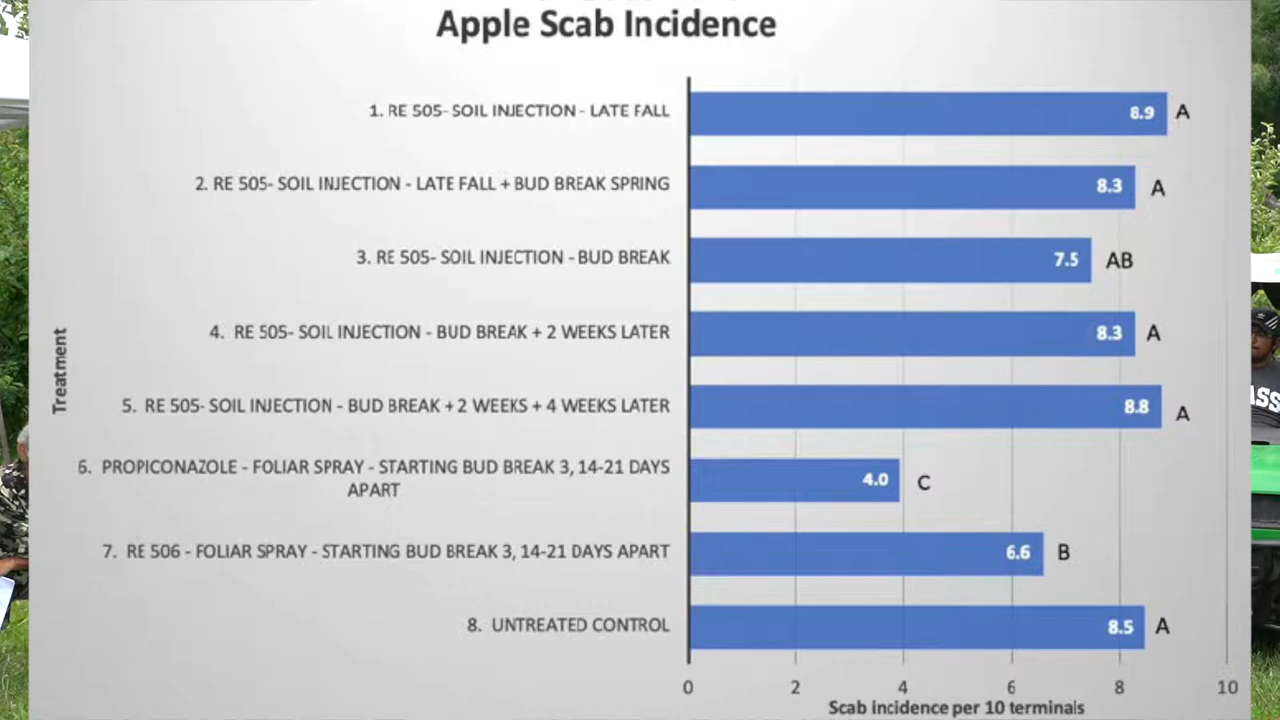 Apple Scab Incidence
1. RE 505- SOIL INJECTION - LATE FALL
8.9 A
2. RE 505- SOIL INJECTION - LATE FALL + BUD BREAK SPRING
8.3 A
3. RE 505- SOIL INJECTION - BUD BREAK
7.5 AB
4. RE 505- SOIL INJECTION - BUD BREAK + 2 WEEKS LATER
8.3 A
5. RE 505- SOIL INJECTION - BUD BREAK + 2 WEEKS + 4 WEEKS LATER
8.8 A
6. PROPICONAZOLE - FOLIAR SPRAY - STARTING BUD BREAK 3, 14-21 DAYS
APART
4.0 C
7. RE 506 - FOLIAR SPRAY - STARTING BUD BREAK 3, 14-21 DAYS APART
6.6 B
8. UNTREATED CONTROL
8.5 A
Treatment
0 2 4 6 8 10
Scab incidence per 10 terminals